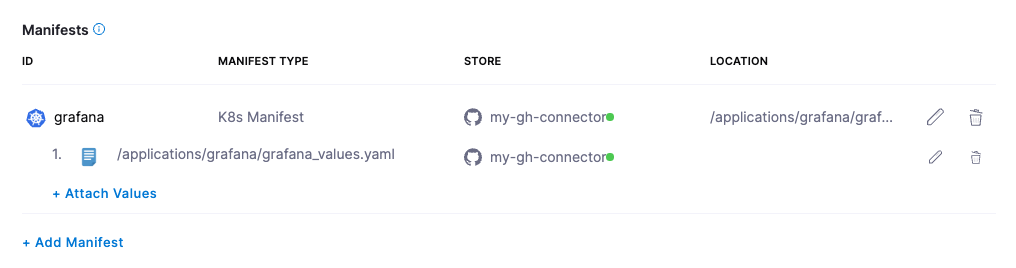 Manifests
ID MANIFEST TYPE STORE LOCATION
grafana K8s Manifest my-gh-connector /applications/grafana/graf...
1. /applications/grafana/grafana_values.yaml my-gh-connector
+ Attach Values
+ Add Manifest